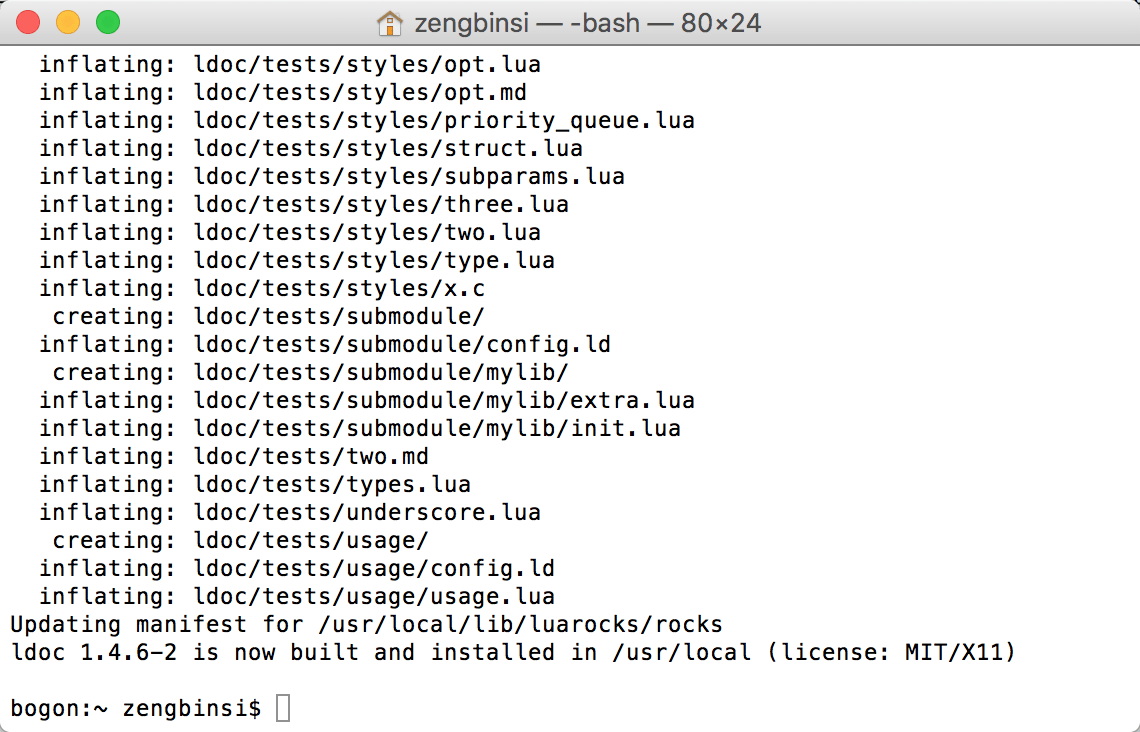 zengbinsi — -bash — 80×24
inflating: ldoc/tests/styles/opt.lua
inflating: ldoc/tests/styles/opt.md
inflating: ldoc/tests/styles/priority_queue.lua
inflating: ldoc/tests/styles/struct.lua
inflating: ldoc/tests/styles/subparams.lua
inflating: ldoc/tests/styles/three.lua
inflating: ldoc/tests/styles/two.lua
inflating: ldoc/tests/styles/type.lua
inflating: ldoc/tests/styles/x.c
creating: ldoc/tests/submodule/
inflating: ldoc/tests/submodule/config.ld
creating: ldoc/tests/submodule/mylib/
inflating: ldoc/tests/submodule/mylib/extra.lua
inflating: ldoc/tests/submodule/mylib/init.lua
inflating: ldoc/tests/two.md
inflating: ldoc/tests/types.lua
inflating: ldoc/tests/underscore.lua
creating: ldoc/tests/usage/
inflating: ldoc/tests/usage/config.ld
inflating: ldoc/tests/usage/usage.lua
Updating manifest for /usr/local/lib/luarocks/rocks
ldoc 1.4.6-2 is now built and installed in /usr/local (license: MIT/X11)
bogon:~ zengbinsi$